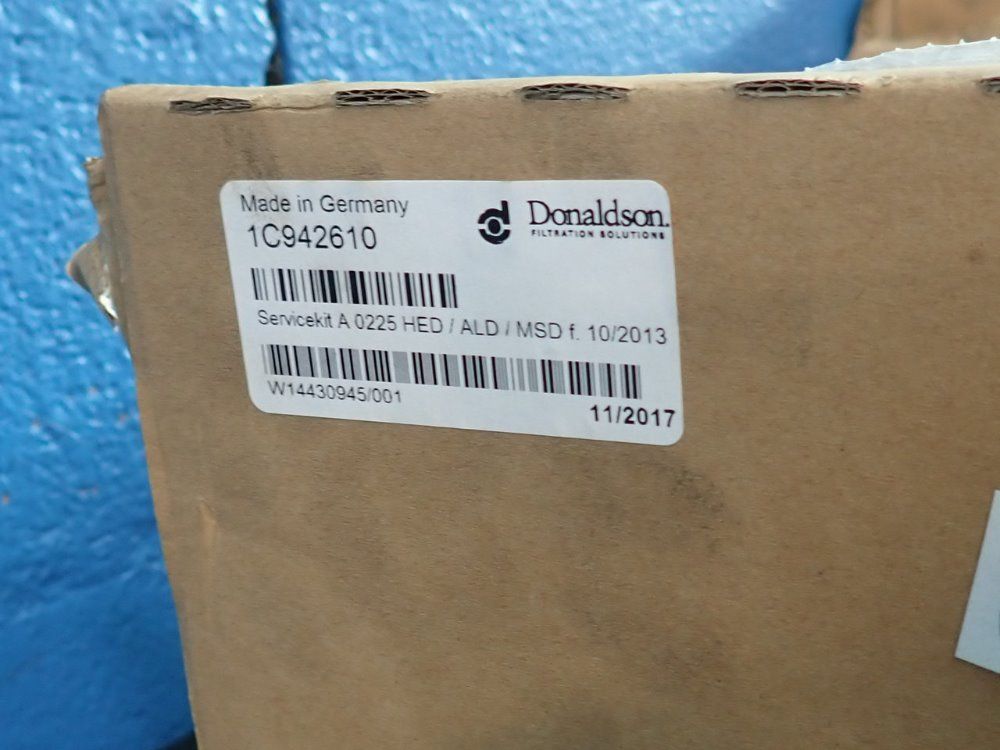 Made in Germany
1C942610
Donaldson.
FILTRATION SOLUTIONS
Servicekit A 0225 HED / ALD / MSD f. 10/2013
W14430945/001
11/2017